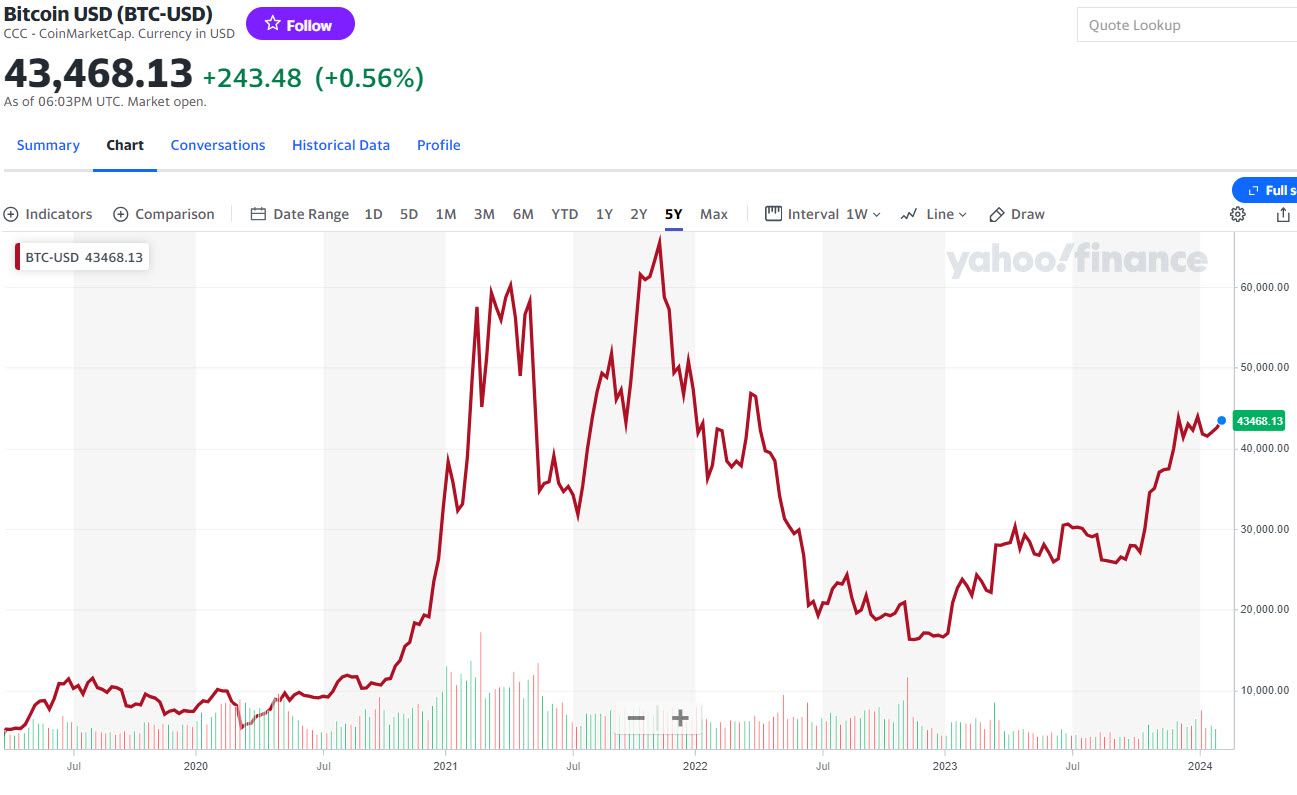 Bitcoin USD (BTC-USD)
Follow
CCC - CoinMarketCap. Currency in USD
Quote Lookup
43,468.13 +243.48 (+0.56%)
As of 06:03PM UTC. Market open.
Summary Chart Conversations Historical Data Profile
Full s
Indicators Comparison Date Range 1D 5D 1M 3M 6M YTD 1Y 2Y 5Y Max Interval 1W Line Draw
BTC-USD 43468.13
yahoo!finance
60,000.00
50,000.00
43468.13
40,000.00
30,000.00
20,000.00
10,000.00
Jul 2020 Jul 2021 Jul 2022 Jul 2023 Jul 2024